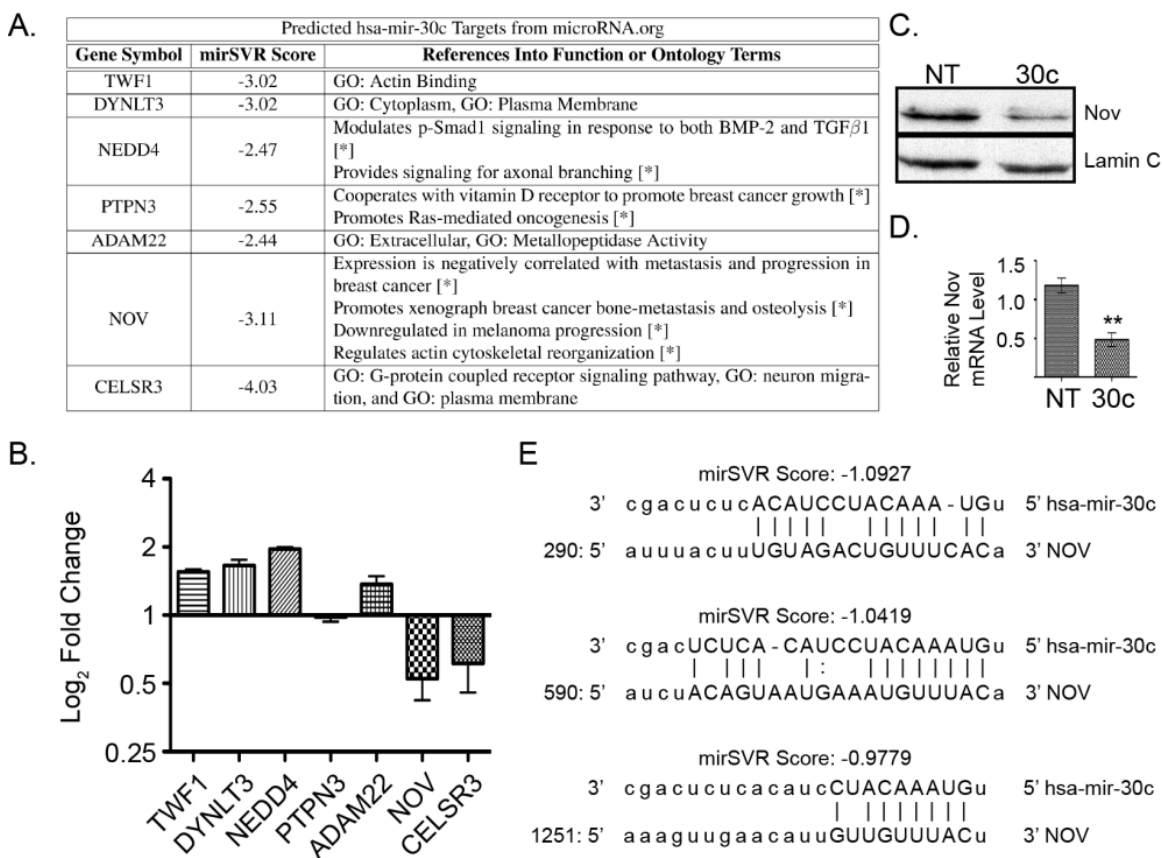 A.
Predicted hsa-mir-30c Targets from microRNA.org
Gene Symbol mirSVR Score References Into Function or Ontology Terms
TWF1 -3.02 GO: Actin Binding
DYNLT3 -3.02 GO: Cytoplasm, GO: Plasma Membrane
NEDD4 -2.47 Modulates p-Smad1 signaling in response to both BMP-2 and TGFβ1
[*]
Provides signaling for axonal branching [*]
PTPN3 -2.55 Cooperates with vitamin D receptor to promote breast cancer growth [*]
Promotes Ras-mediated oncogenesis [*]
ADAM22 -2.44 GO: Extracellular, GO: Metallopeptidase Activity
NOV -3.11 Expression is negatively correlated with metastasis and progression in
breast cancer [*]
Promotes xenograph breast cancer bone-metastasis and osteolysis [*]
Downregulated in melanoma progression [*]
Regulates actin cytoskeletal reorganization [*]
CELSR3 -4.03 GO: G-protein coupled receptor signaling pathway, GO: neuron migra-
tion, and GO: plasma membrane
B.
Log2 Fold Change
4
2
1
0.5
0.25
TWF1 DYNLT3 NEDD4 PTPN3 ADAM22 NOV CELSR3
C.
NT 30c
Nov
Lamin C
D.
Relative Nov
mRNA Level
1.5
1.0
0.5
**
NT 30c
E
mirSVR Score: -1.0927
3' cgacucucACAUCCUACAAA-UGu 5' hsa-mir-30c
| | | | | | | | | | | |
290: 5' auuuacuuUGUAGACUGUUUCACa 3' NOV
mirSVR Score: -1.0419
3' cgacUCUCA-CAUCCUACAAAUGu 5' hsa-mir-30c
| | | | | : | | | | | | | |
590: 5' aucuACAGUAAUGAAAUGUUUACa 3' NOV
mirSVR Score: -0.9779
3' cgacucucacaucCUACAAAUGu 5' hsa-mir-30c
| | | | | | | |
1251: 5' aaaguugaacauuGUUGUUUACu 3' NOV